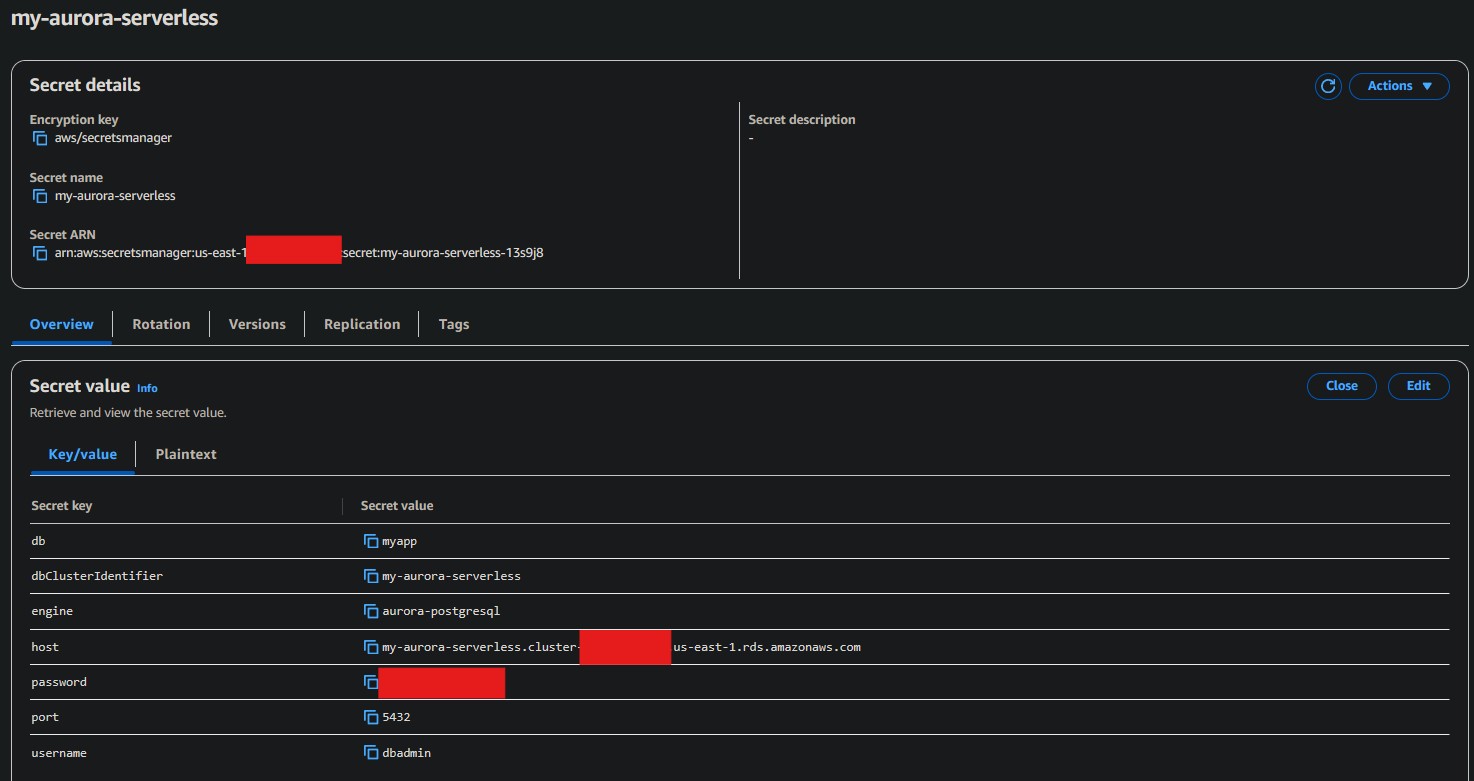 my-aurora-serverless
Secret details
Actions
Encryption key
aws/secretsmanager
Secret description
-
Secret name
my-aurora-serverless
Secret ARN
arn:aws:secretsmanager:us-east-1 :secret:my-aurora-serverless-13s9j8
Overview Rotation Versions Replication Tags
Secret value Info
Close Edit
Retrieve and view the secret value.
Key/value Plaintext
Secret key Secret value
db myapp
dbClusterIdentifier my-aurora-serverless
engine aurora-postgresql
host my-aurora-serverless.cluster- .us-east-1.rds.amazonaws.com
password
port 5432
username dbadmin